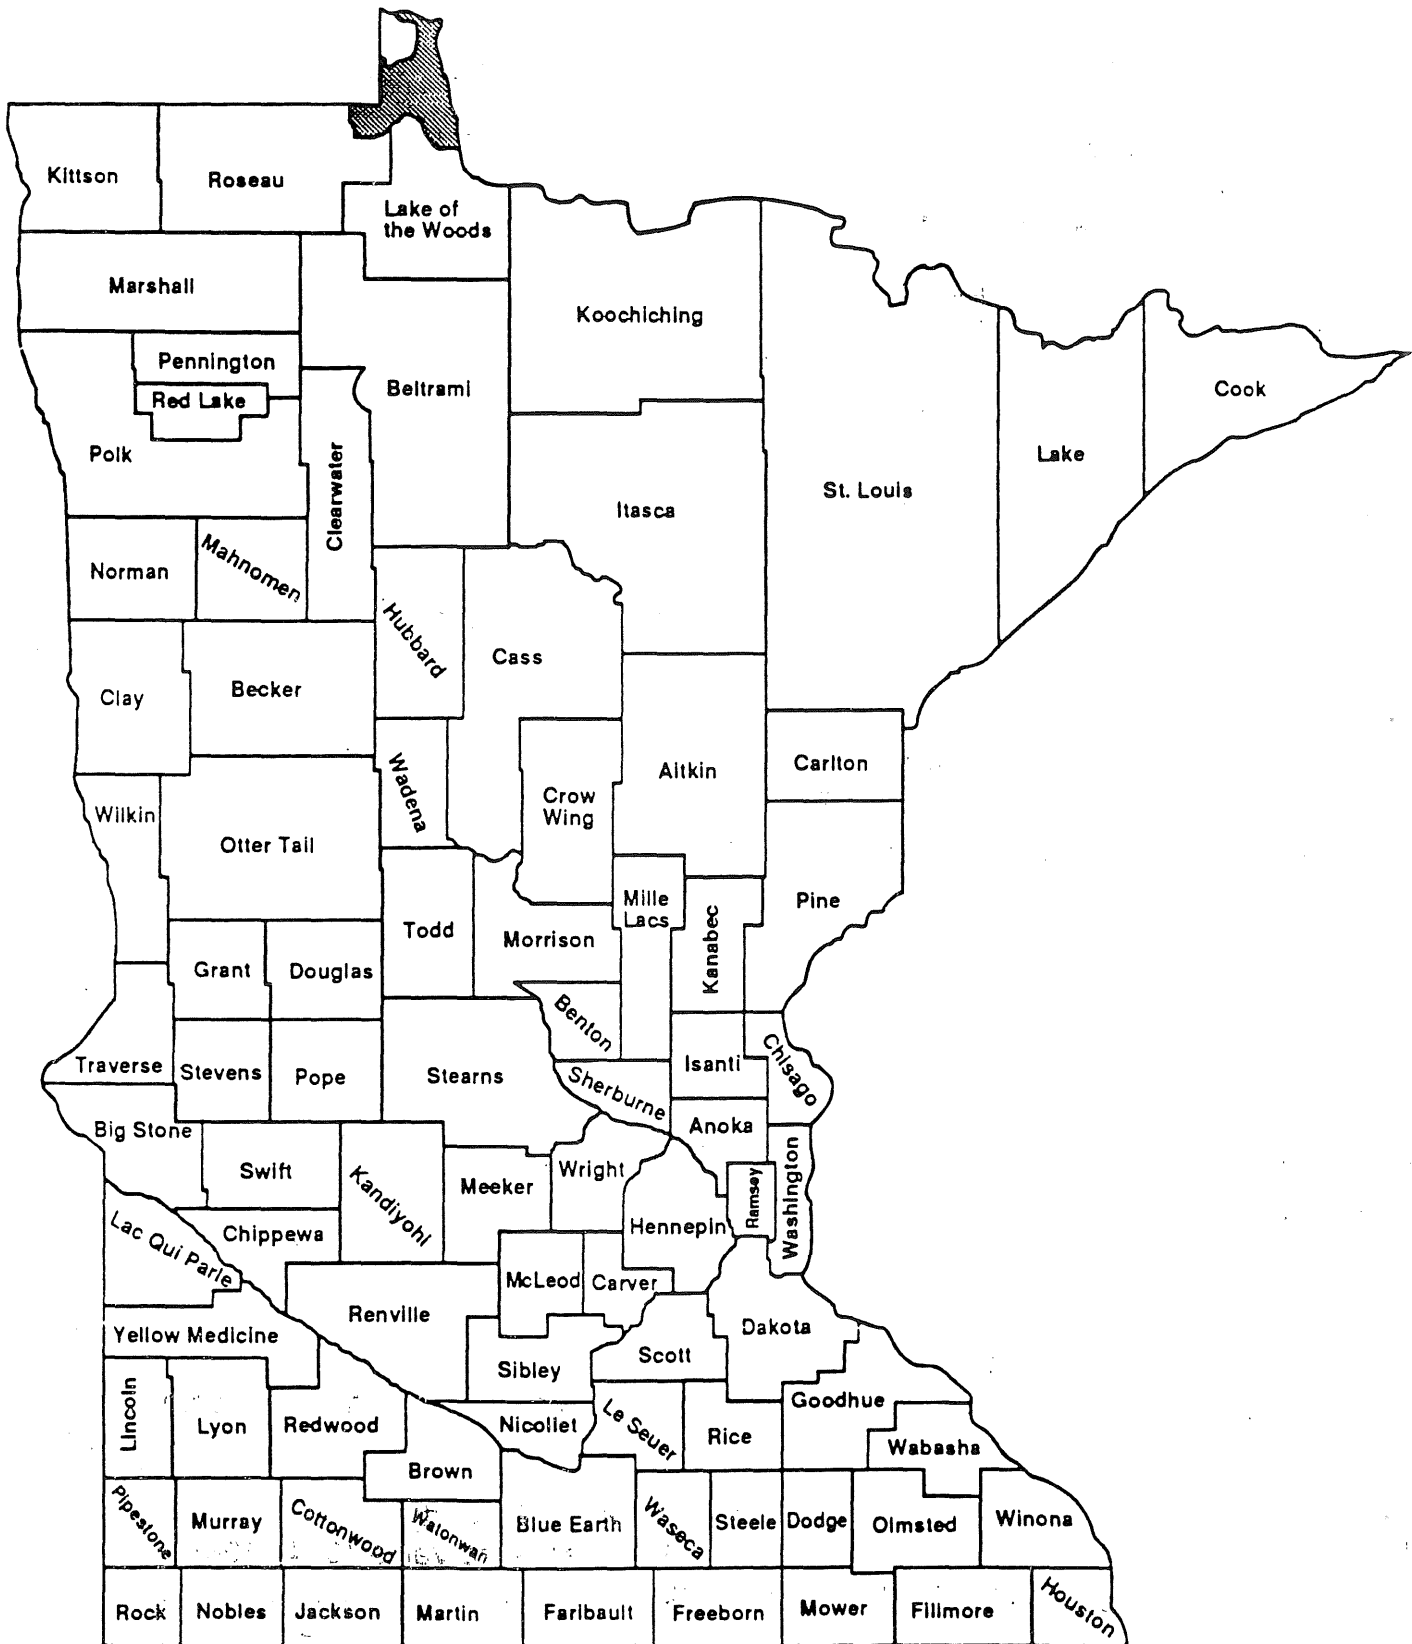 Kittson
Roseau
Lake of
the Woods
Marshall
Koochiching
Pennington
Beltrami
Red Lake
Cook
Polk
Clearwater
Lake
St. Louis
Itasca
Norman
Mahnomen
Hubbard
Cass
Clay
Becker
Wadena
Aitkin
Carlton
Wilkin
Crow
Wing
Otter Tail
Mille
Lacs
Pine
Todd
Morrison
Kanabec
Grant
Douglas
Benton
Traverse
Stevens
Pope
Stearns
Isanti
Chisago
Sherburne
Big Stone
Anoka
Swift
Kandiyohi
Meeker
Wright
Ramsey
Washington
Lac Qui Parle
Chippewa
Hennepin
McLeod
Carver
Renville
Yellow Medicine
Dakota
Scott
Sibley
Lincoln
Lyon
Redwood
Nicollet
Le Seuer
Rice
Goodhue
Wabasha
Brown
Pipestone
Murray
Cottonwood
Watonwan
Blue Earth
Waseca
Steele
Dodge
Olmsted
Winona
Rock
Nobles
Jackson
Martin
Faribault
Freeborn
Mower
Fillmore
Houston